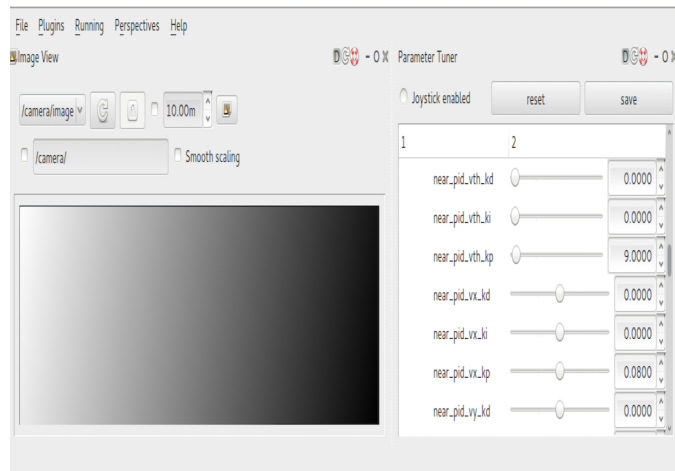 File Plugins Running Perspectives Help
Image View
D C - O X
/camera/image
10.00m
/camera/
Smooth scaling
Parameter Tuner
D C - O X
Joystick enabled reset save
1 2
near_pid_vth_kd 0.0000
near_pid_vth_ki 0.0000
near_pid_vth_kp 9.0000
near_pid_vx_kd 0.0000
near_pid_vx_ki 0.0000
near_pid_vx_kp 0.0800
near_pid_vy_kd 0.0000